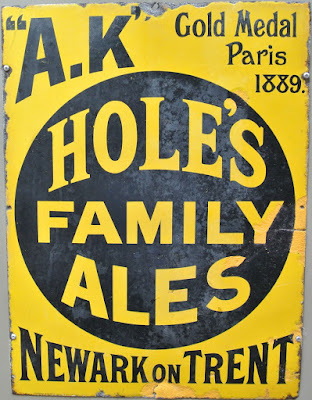 "A.K"
Gold Medal
Paris
1889.
HOLE'S
FAMILY
ALES
NEWARK ON TRENT